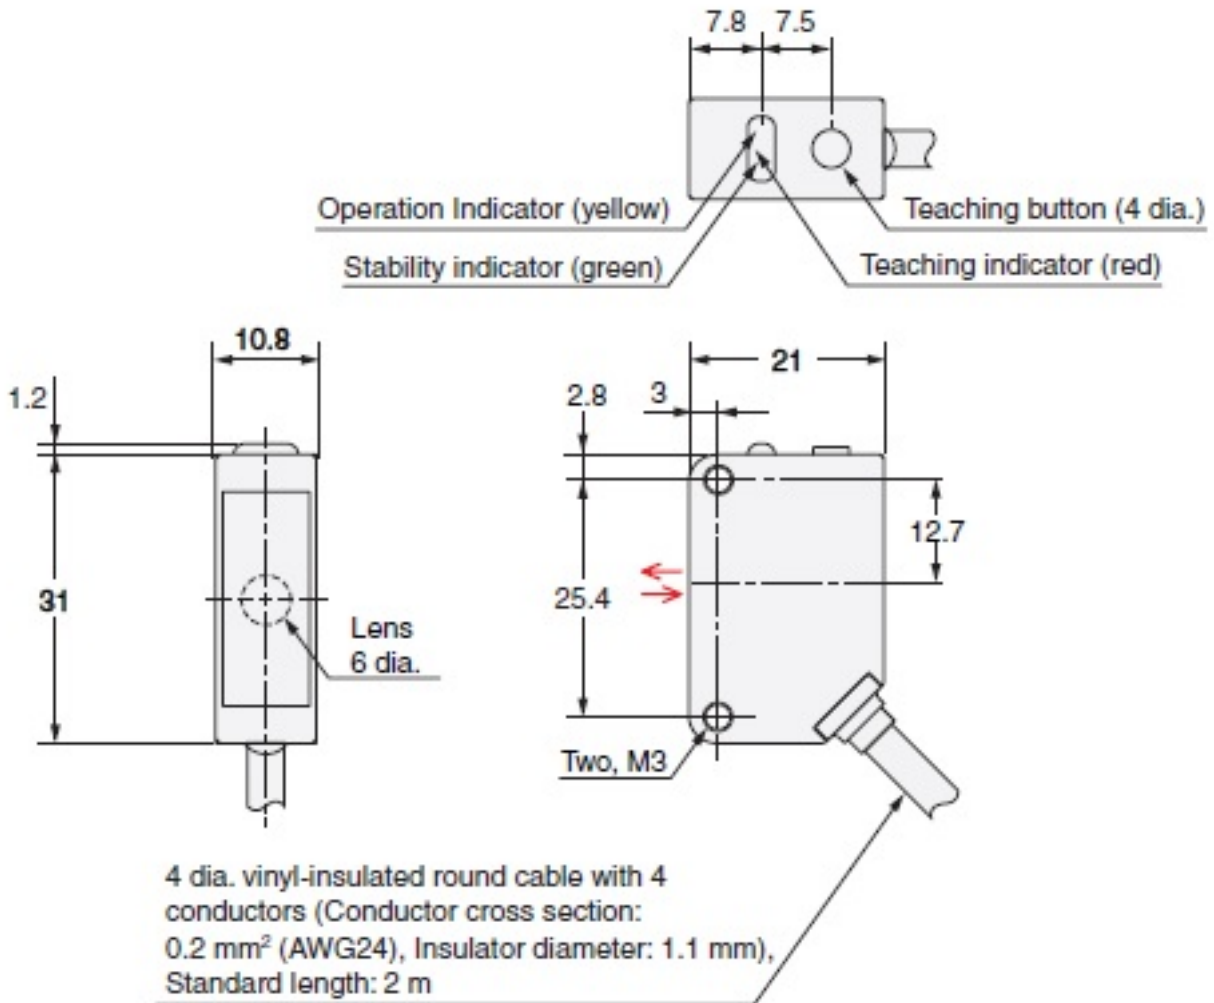 7.8 7.5
Operation Indicator (yellow)
Teaching button (4 dia.)
Stability indicator (green)
Teaching indicator (red)
10.8
21
1.2
2.8
3
12.7
31
25.4
Lens
6 dia.
Two, M3
4 dia. vinyl-insulated round cable with 4
conductors (Conductor cross section:
0.2 mm² (AWG24), Insulator diameter: 1.1 mm),
Standard length: 2 m